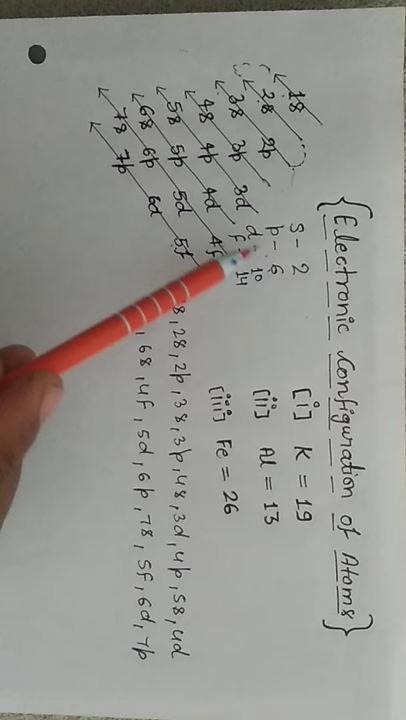 {Electronic Configuration of Atoms}
S - 2
p - 6
d 10
f 14
[i] K = 19
[ii] Al = 13
[iii] Fe = 26
1s
2s 2p
3s 3p 3d
4s 4p 4d 4f
5s 5p 5d 5f
6s 6p 6d
7s 7p
s, 2s, 2p, 3s, 3p, 4s, 3d, 4p, 5s, 4d
, 6s, 4f, 5d, 6p, 7s, 5f, 6d, 7p